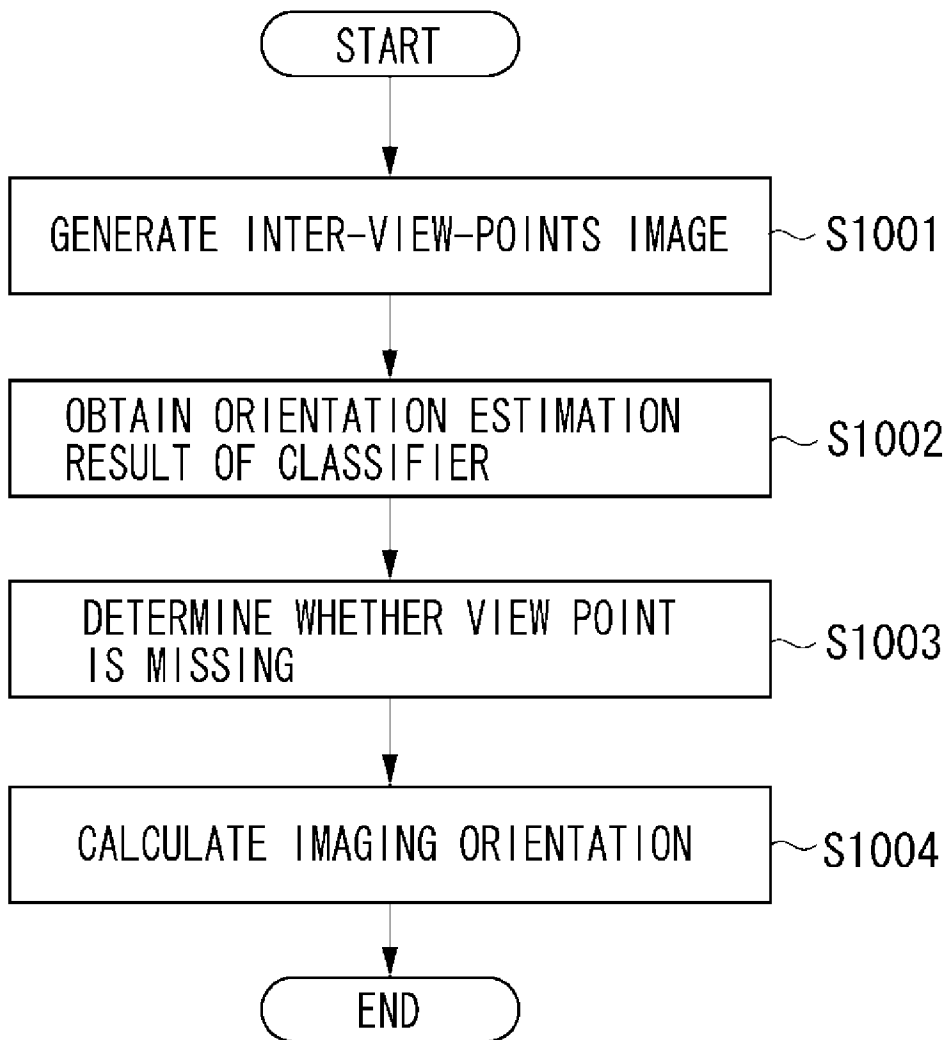 START
GENERATE INTER-VIEW-POINTS IMAGE
S1001
OBTAIN ORIENTATION ESTIMATION
RESULT OF CLASSIFIER
S1002
DETERMINE WHETHER VIEW POINT
IS MISSING
S1003
CALCULATE IMAGING ORIENTATION
S1004
END